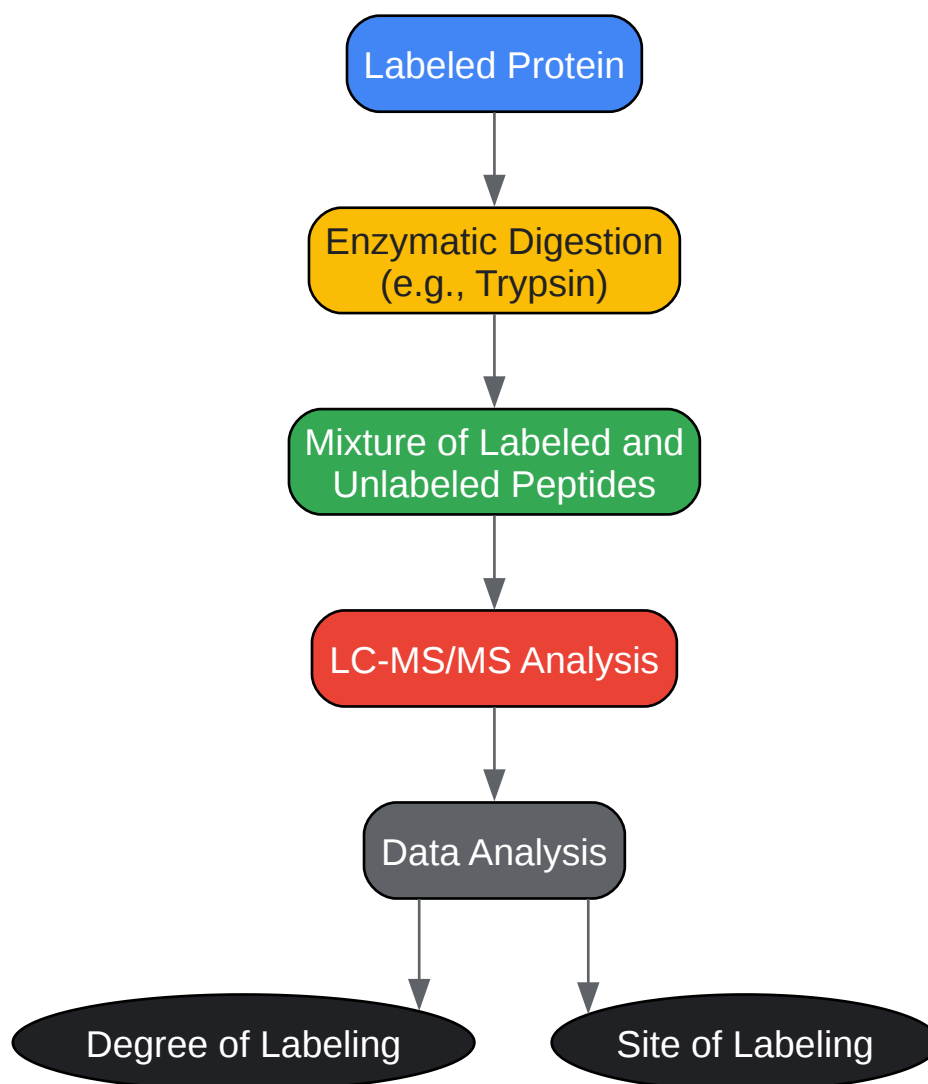 Labeled Protein
Enzymatic Digestion
(e.g., Trypsin)
Mixture of Labeled and
Unlabeled Peptides
LC-MS/MS Analysis
Data Analysis
Degree of Labeling
Site of Labeling